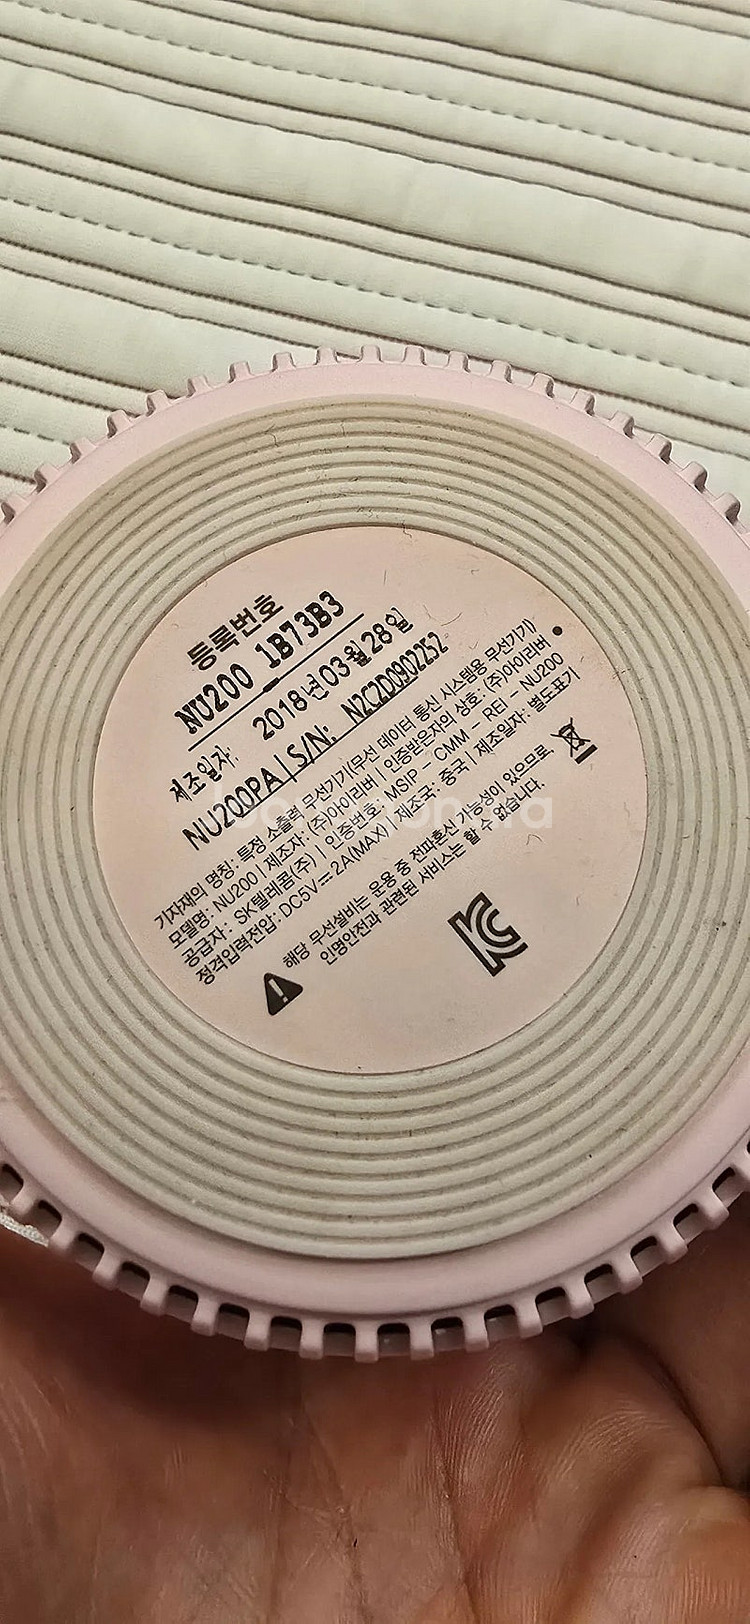 등록번호
NU200 1B73B3
제조일자: 2018년03월28일
NU200PA | S/N: N2C2D0902252
기자재의 명칭: 특정 소출력 무선기기(무선 데이터 통신 시스템용 무선기기)
모델명: NU200 | 제조자: (주)아이리버 | 인증받은자의 상호: (주)아이리버
공급자: SK텔레콤(주) | 인증번호: MSIP - CMM - REI - NU200
정격입력전압: DC5V⎓2A(MAX) | 제조국: 중국 | 제조일자: 별도표기
해당 무선설비는 운용 중 전파혼신 가능성이 있으므로,
인명안전과 관련된 서비스는 할 수 없습니다.